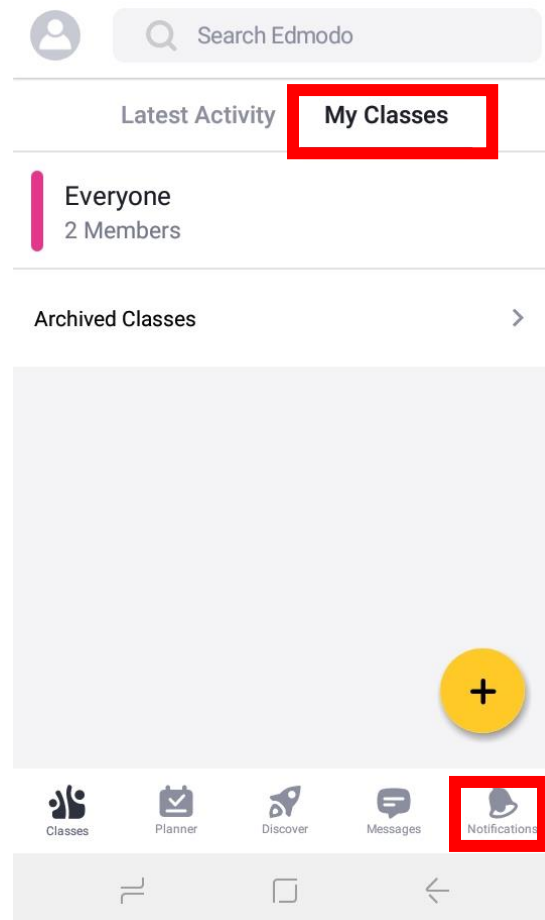 Search Edmodo
Latest Activity My Classes
Everyone
2 Members
Archived Classes
Classes Planner Discover Messages Notifications